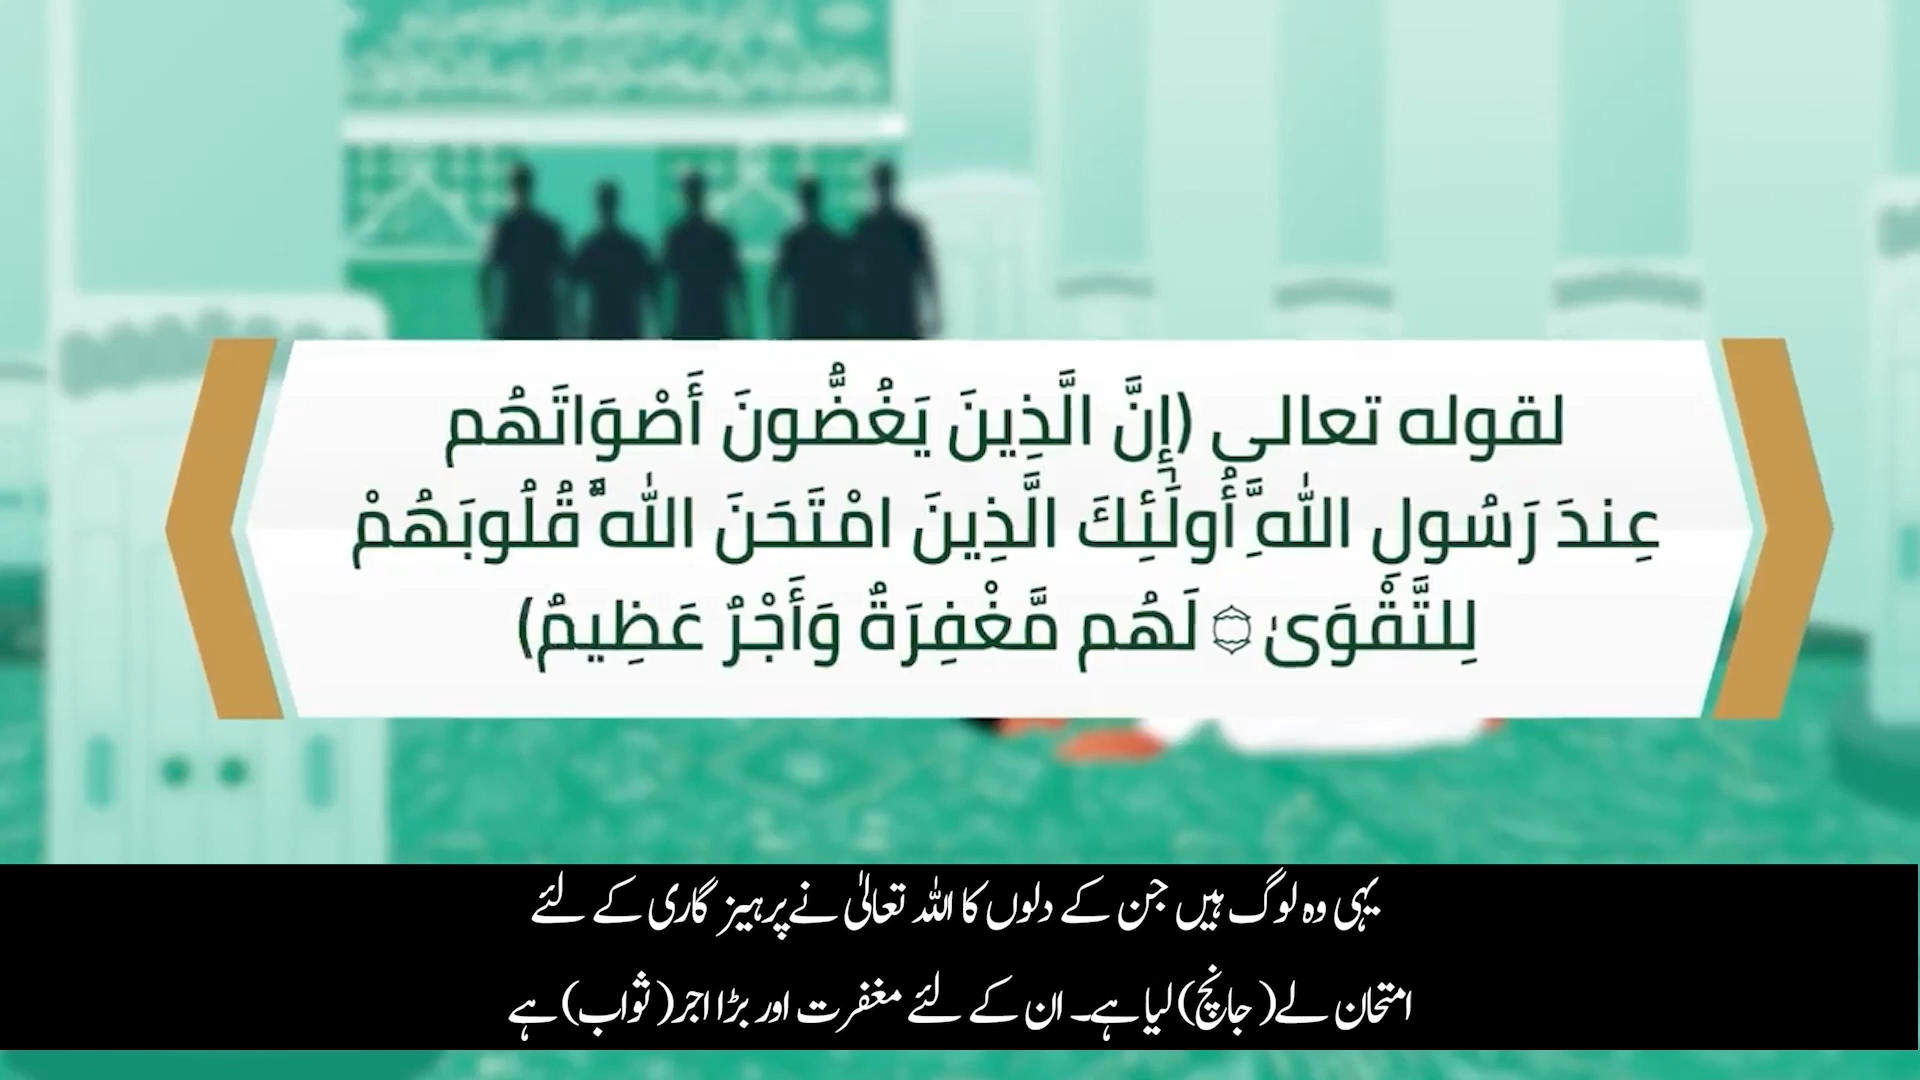 لقوله تعالى (إِنَّ الَّذِينَ يَغُضُّونَ أَصْوَاتَهُم
عِندَ رَسُولِ اللَّهِ أُولَٰئِكَ الَّذِينَ امْتَحَنَ اللَّهُ قُلُوبَهُمْ
لِلتَّقْوَىٰ ۝ لَهُم مَّغْفِرَةٌ وَأَجْرٌ عَظِيمٌ)
یہی وہ لوگ ہیں جن کے دلوں کا اللہ تعالیٰ نے پرہیز گاری کے لئے
امتحان لے (جانچ) لیا ہے۔ ان کے لئے مغفرت اور بڑا اجر (ثواب) ہے